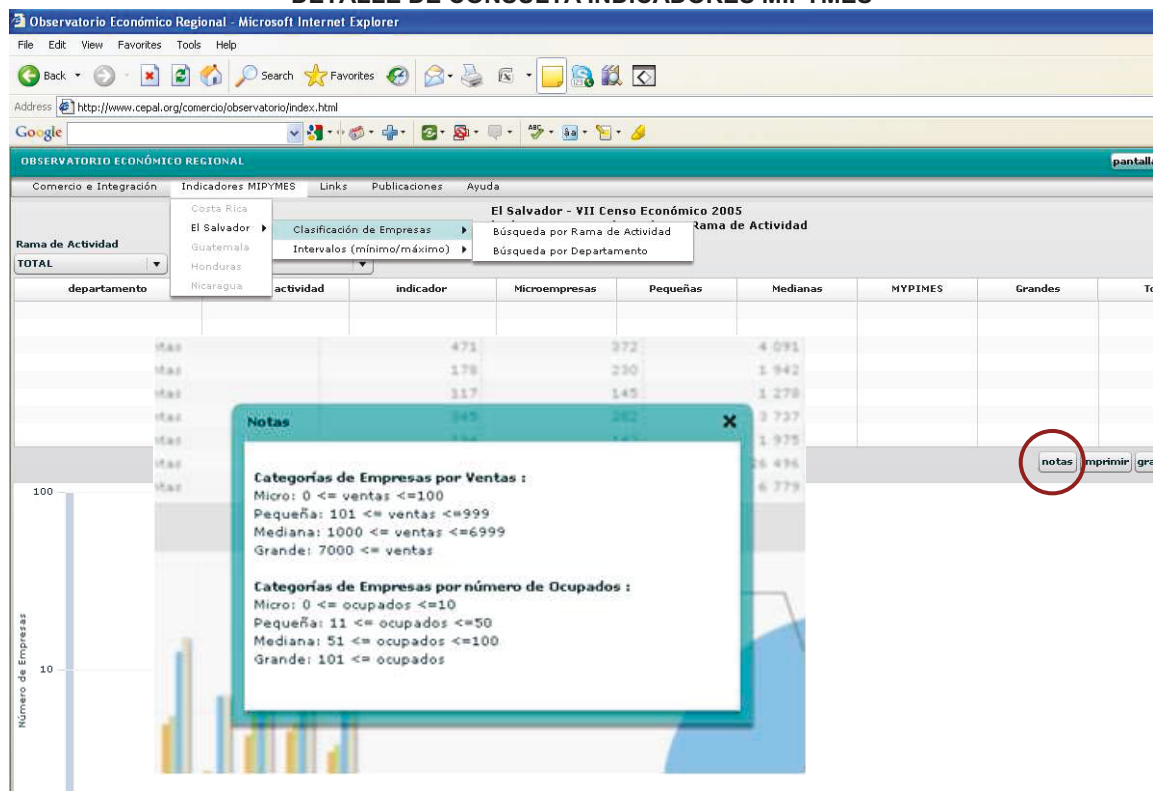 DETALLE DE CONSULTA INDICADORES MIPYMES
Observatorio Económico Regional - Microsoft Internet Explorer
File Edit View Favorites Tools Help
Back Search Favorites
Address http://www.cepal.org/comercio/observatorio/index.html
Google
OBSERVATORIO ECONÓMICO REGIONAL
Comercio e Integración Indicadores MIPYMES Links Publicaciones Ayuda
El Salvador - VII Censo Económico 2005
Rama de Actividad
Costa Rica
El Salvador
Guatemala
Honduras
Nicaragua
Clasificación de Empresas
Intervalos (mínimo/máximo)
Búsqueda por Rama de Actividad
Búsqueda por Departamento
Rama de Actividad
TOTAL
departamento actividad indicador Microempresas Pequeñas Medianas MYPIMES Grandes
471 372 4 091
178 230 1 942
117 145 1 278
345 262 3 737
1 975
26 496
6 779
notas
Notas
Categorías de Empresas por Ventas :
Micro: 0 <= ventas <=100
Pequeña: 101 <= ventas <=999
Mediana: 1000 <= ventas <=6999
Grande: 7000 <= ventas
Categorías de Empresas por número de Ocupados :
Micro: 0 <= ocupados <=10
Pequeña: 11 <= ocupados <=50
Mediana: 51 <= ocupados <=100
Grande: 101 <= ocupados
100
10
Número de Empresas